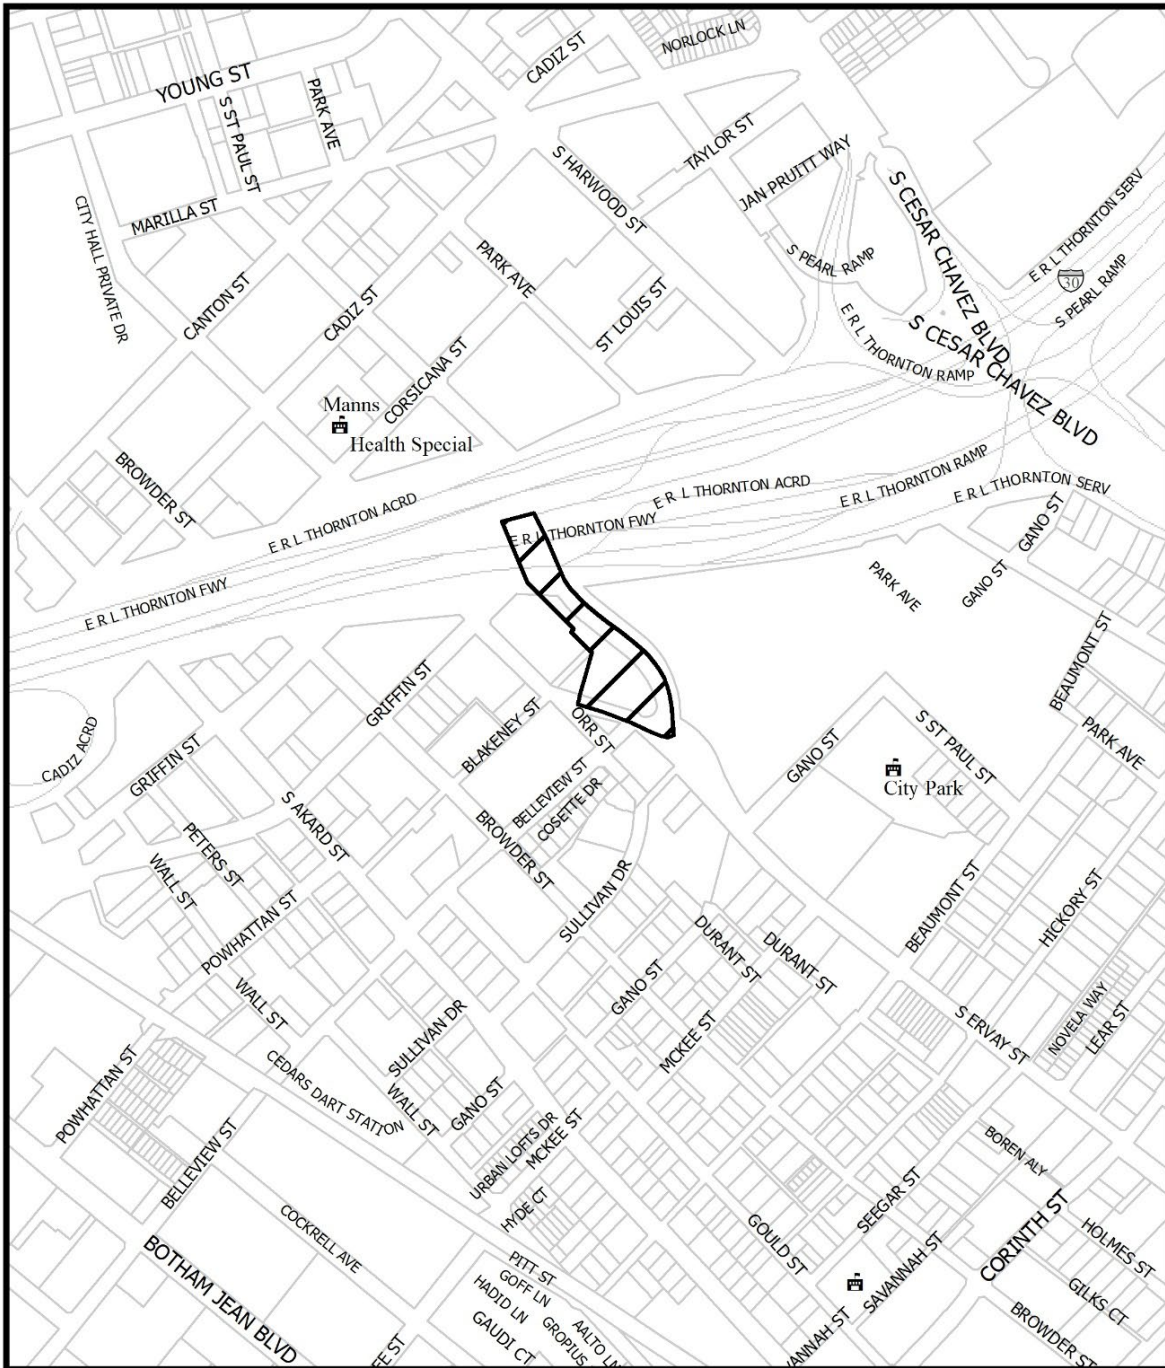 NORLOCK LN
CADIZ ST
YOUNG ST
PARK AVE
S ST PAUL ST
TAYLOR ST
S HARWOOD ST
JAN PRUITT WAY
S CESAR CHAVEZ BLVD
E R L THORNTON SERV
CITY HALL PRIVATE DR
MARILLA ST
PARK AVE
S PEARL RAMP
30
S PEARL RAMP
CANTON ST
CADIZ ST
ST LOUIS ST
E R L THORNTON RAMP
S CESAR CHAVEZ BLVD
CORSICANA ST
Manns
Health Special
BROWDER ST
E R L THORNTON ACRD
E R L THORNTON ACRD
E R L THORNTON RAMP
E R L THORNTON SERV
E R L THORNTON FWY
GANO ST
E R L THORNTON FWY
PARK AVE
GANO ST
BEAUMONT ST
GRIFFIN ST
BLAKENEY ST
ORR ST
S ST PAUL ST
PARK AVE
CADIZ ACRD
GRIFFIN ST
GANO ST
City Park
BELLEVIEW ST
COSETTE DR
S AKARD ST
BROWDER ST
PETERS ST
WALL ST
SULLIVAN DR
POWHATTAN ST
BEAUMONT ST
HICKORY ST
DURANT ST
DURANT ST
WALL ST
GANO ST
NOVELA WAY
LEAR ST
S ERVAY ST
SULLIVAN DR
MCKEE ST
POWHATTAN ST
CEDARS DART STATION
WALL ST
GANO ST
URBAN LOFTS DR
MCKEE ST
BELLEVIEW ST
BOREN ALY
HYDE CT
COCKRELL AVE
SEEGAR ST
GOULD ST
CORINTH ST
HOLMES ST
SAVANNAH ST
BOTHAM JEAN BLVD
PITT ST
GOFF LN
HADID LN
GILKS CT
GAUDI CT
GROPIUS
AALTO LN
BROWDER ST
VANNAH ST
EE ST